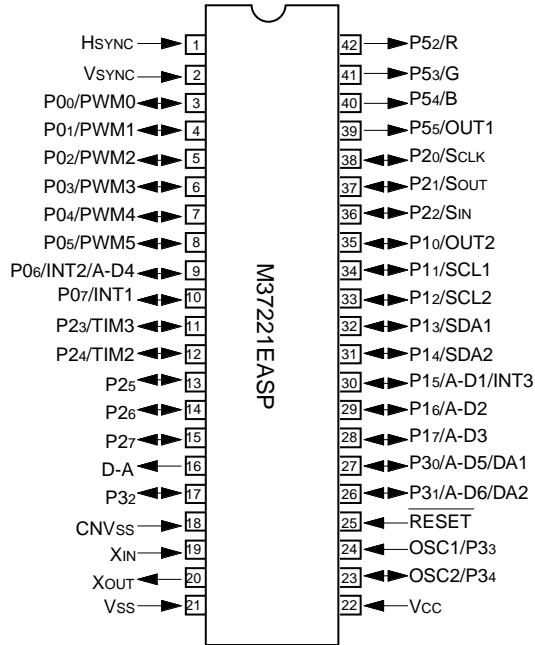 HSYNC 1
VSYNC 2
P00/PWM0 3
P01/PWM1 4
P02/PWM2 5
P03/PWM3 6
P04/PWM4 7
P05/PWM5 8
P06/INT2/A-D4 9
P07/INT1 10
P23/TIM3 11
P24/TIM2 12
P25 13
P26 14
P27 15
D-A 16
P32 17
CNVSS 18
XIN 19
XOUT 20
VSS 21
M37221EASP
42 P52/R
41 P53/G
40 P54/B
39 P55/OUT1
38 P20/SCLK
37 P21/SOUT
36 P22/SIN
35 P10/OUT2
34 P11/SCL1
33 P12/SCL2
32 P13/SDA1
31 P14/SDA2
30 P15/A-D1/INT3
29 P16/A-D2
28 P17/A-D3
27 P30/A-D5/DA1
26 P31/A-D6/DA2
25 RESET
24 OSC1/P33
23 OSC2/P34
22 VCC